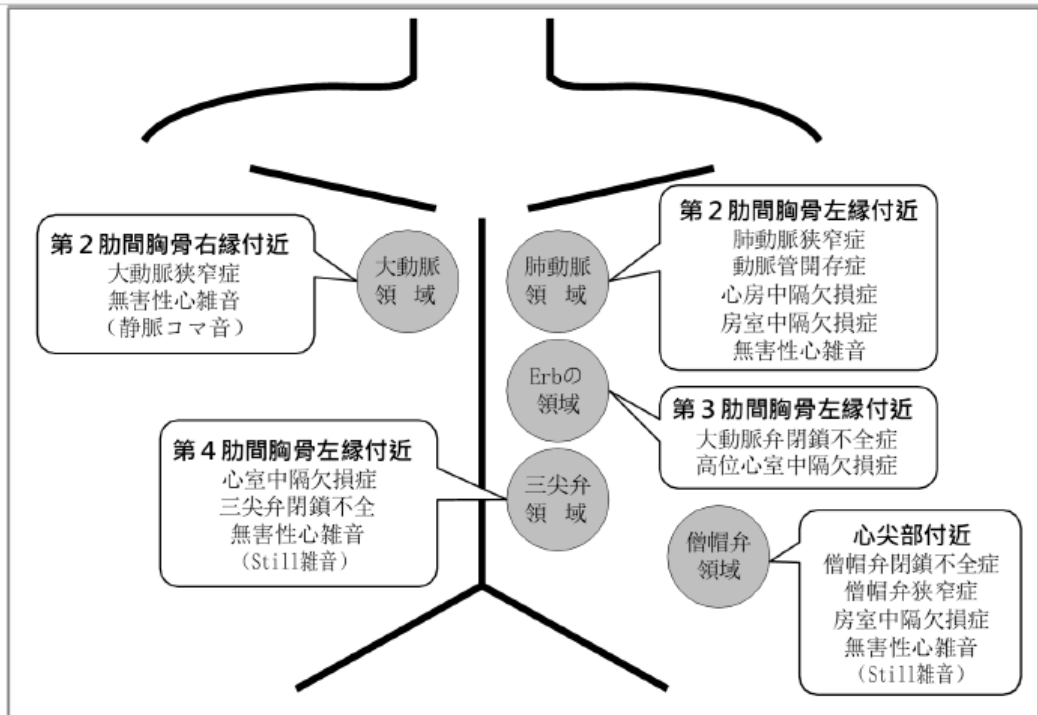 第２肋間胸骨右縁付近
大動脈狭窄症
無害性心雑音
（静脈コマ音）
大動脈
領　域
肺動脈
領　域
第２肋間胸骨左縁付近
肺動脈狭窄症
動脈管開存症
心房中隔欠損症
房室中隔欠損症
無害性心雑音
Erbの
領域
第３肋間胸骨左縁付近
大動脈弁閉鎖不全症
高位心室中隔欠損症
第４肋間胸骨左縁付近
心室中隔欠損症
三尖弁閉鎖不全
無害性心雑音
(Still雑音)
三尖弁
領　域
僧帽弁
領域
心尖部付近
僧帽弁閉鎖不全症
僧帽弁狭窄症
房室中隔欠損症
無害性心雑音
(Still雑音)